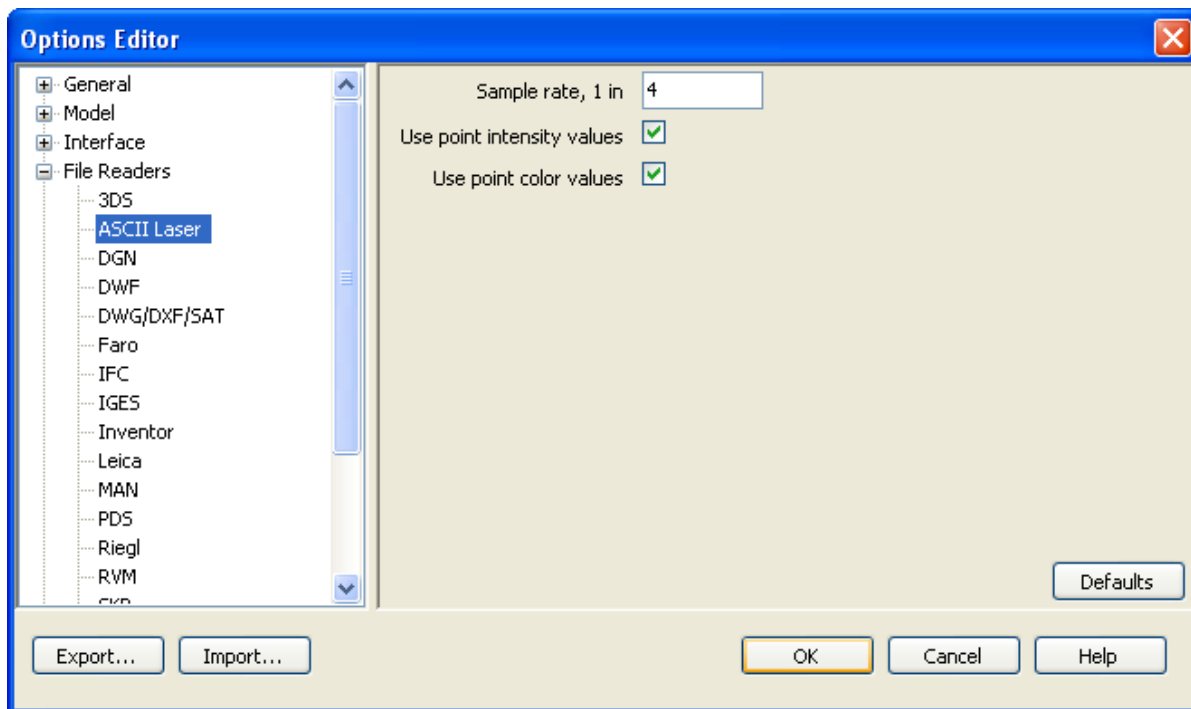 Options Editor
General
Model
Interface
File Readers
3DS
ASCII Laser
DGN
DWF
DWG/DXF/SAT
Faro
IFC
IGES
Inventor
Leica
MAN
PDS
Riegl
RVM
Sample rate, 1 in 4
Use point intensity values
Use point color values
Defaults
Export...
Import...
OK
Cancel
Help